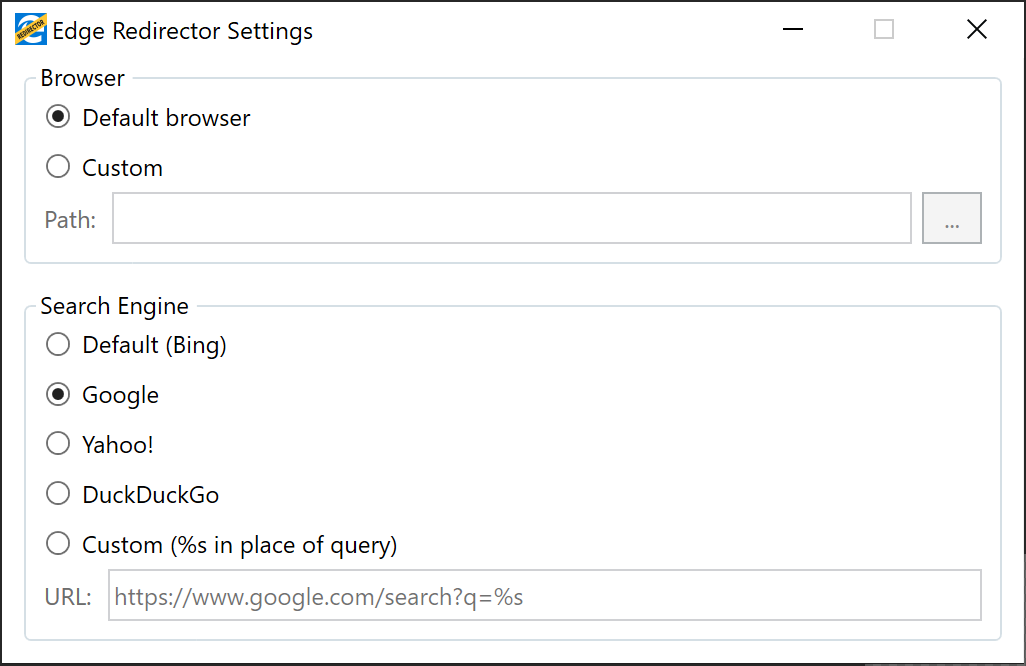 REDIRECTOR
Edge Redirector Settings
Browser
Default browser
Custom
Path:
...
Search Engine
Default (Bing)
Google
Yahoo!
DuckDuckGo
Custom (%s in place of query)
URL: https://www.google.com/search?q=%s